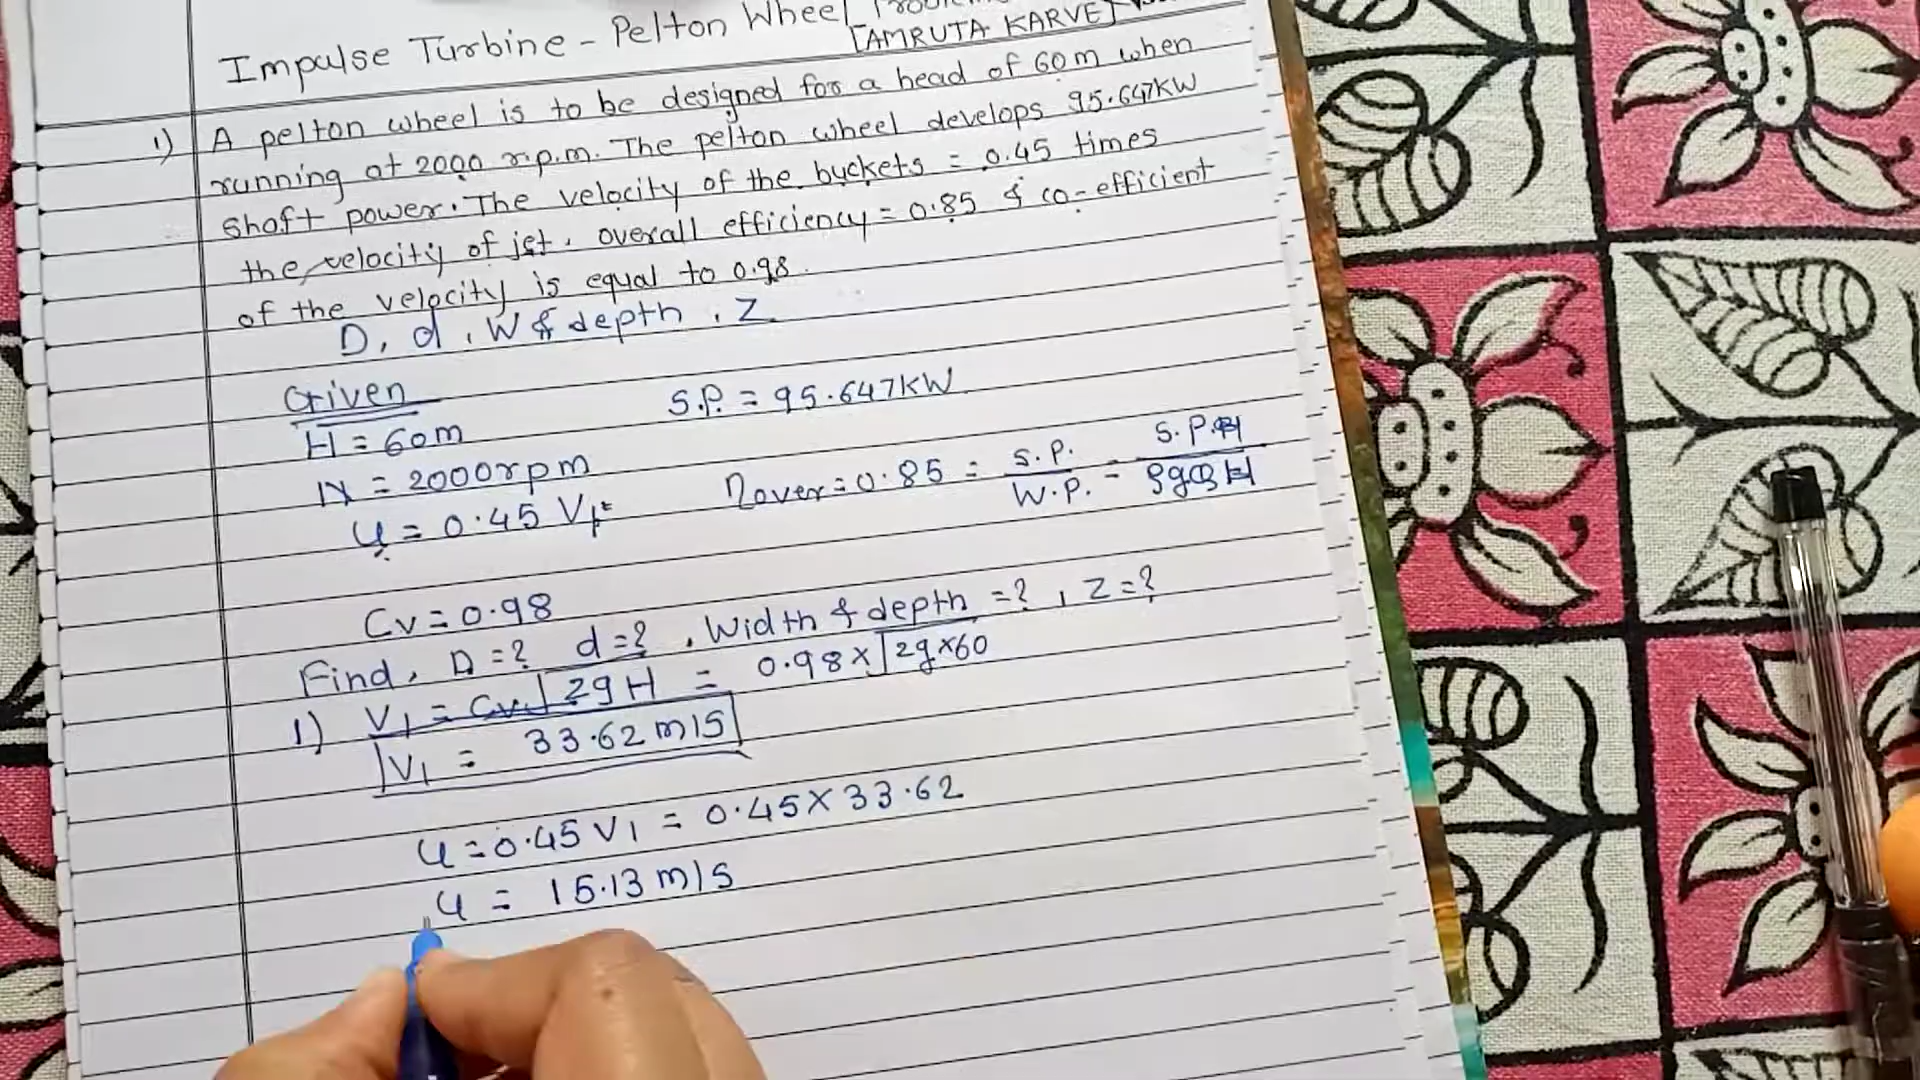 Impulse Turbine - Pelton Wheel
[AMRUTA KARVE]
1) A pelton wheel is to be designed for a head of 60m when
running at 2000 r.p.m. The pelton wheel develops 95.647KW
shaft power. The velocity of the buckets = 0.45 times
the velocity of jet, overall efficiency = 0.85 & co-efficient
of the velocity is equal to 0.98.
D, d, W & depth, Z
Given
S.P. = 95.647KW
H = 60m
N = 2000rpm
ηover = 0.85 = S.P. / W.P. = S.P. / ρgQH
u = 0.45 V1
Cv = 0.98
Find, D = ? d = ?, Width & depth = ?, Z = ?
1) V1 = Cv√2gH = 0.98×√2g×60
V1 = 33.62 m/s
u = 0.45 V1 = 0.45×33.62
u = 15.13 m/s